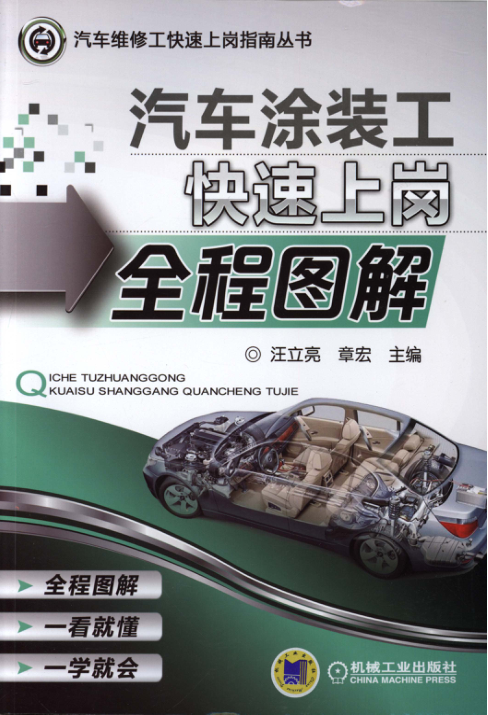 汽车维修工快速上岗指南丛书
汽车涂装工
快速上岗
全程图解
◎ 汪立亮 章宏 主编
QICHE TUZHUANGGONG
KUAISU SHANGGANG QUANCHENG TUJIE
全程图解
一看就懂
一学就会
机械工业出版社
CHINA MACHINE PRESS